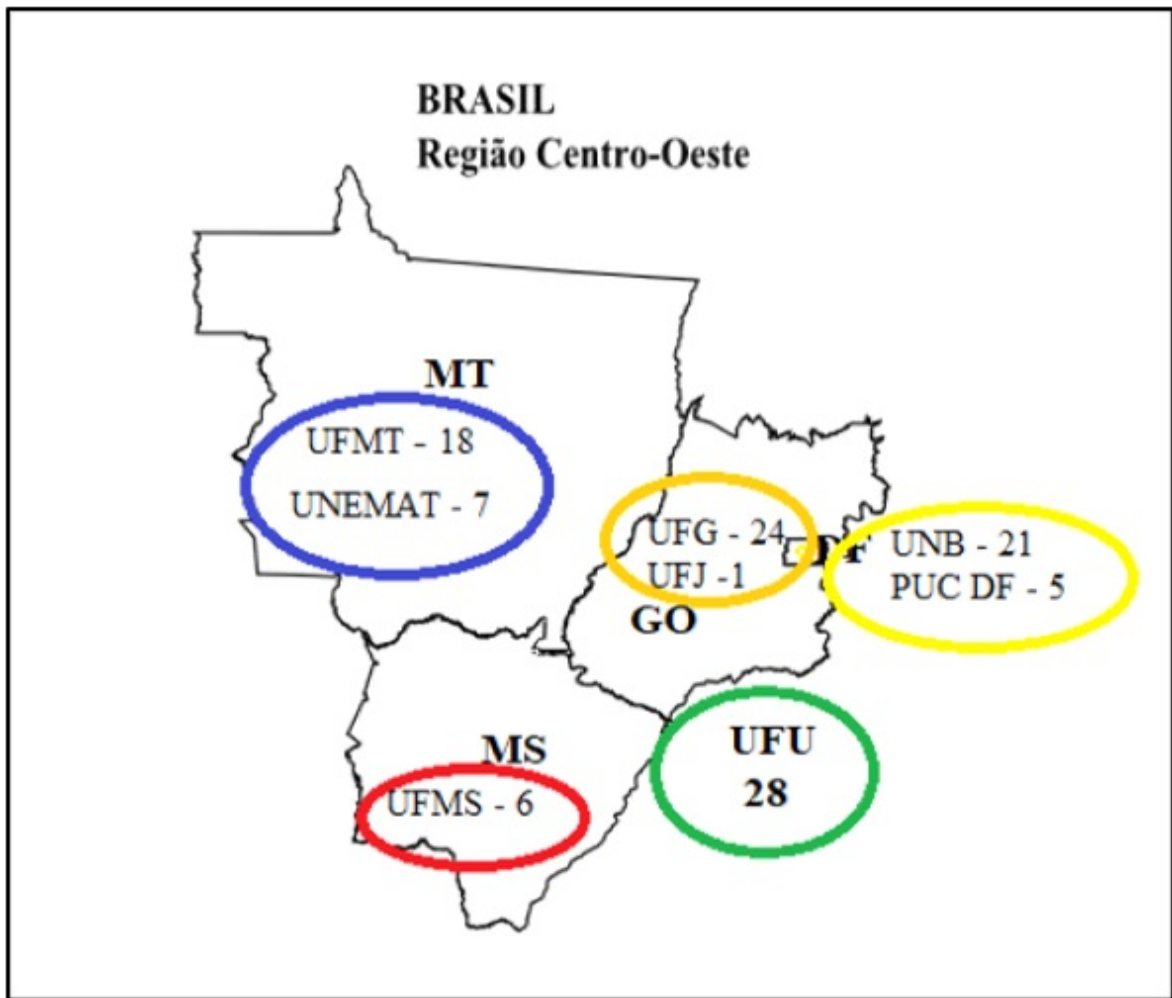 BRASIL
Região Centro-Oeste
MT
UFMT - 18
UNEMAT - 7
UFG - 24
UFJ -1
GO
DF
UNB - 21
PUC DF - 5
MS
UFMS - 6
UFU
28